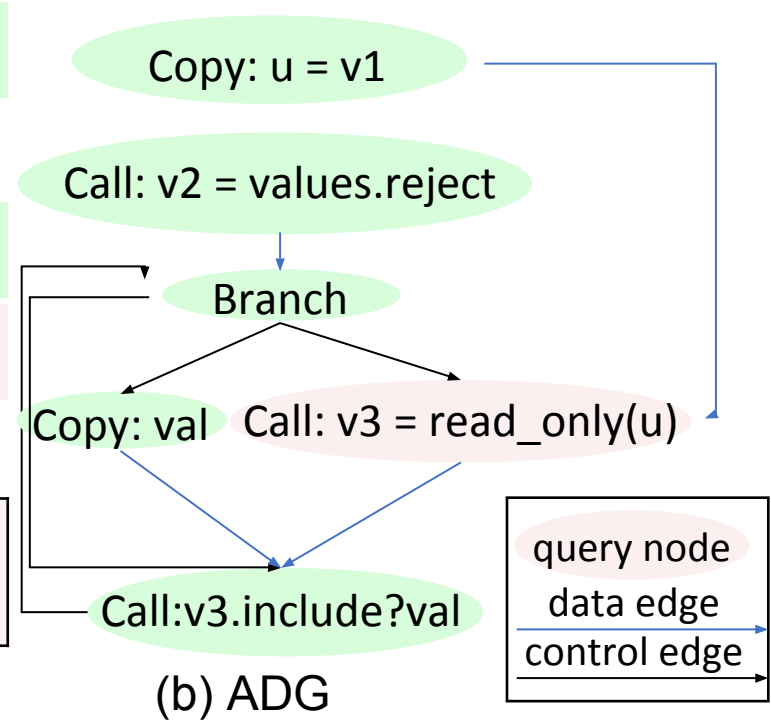 Copy: u = v1
Call: v2 = values.reject
Branch
Copy: val
Call: v3 = read_only(u)
Call:v3.include?val
query node
data edge
control edge
(b) ADG